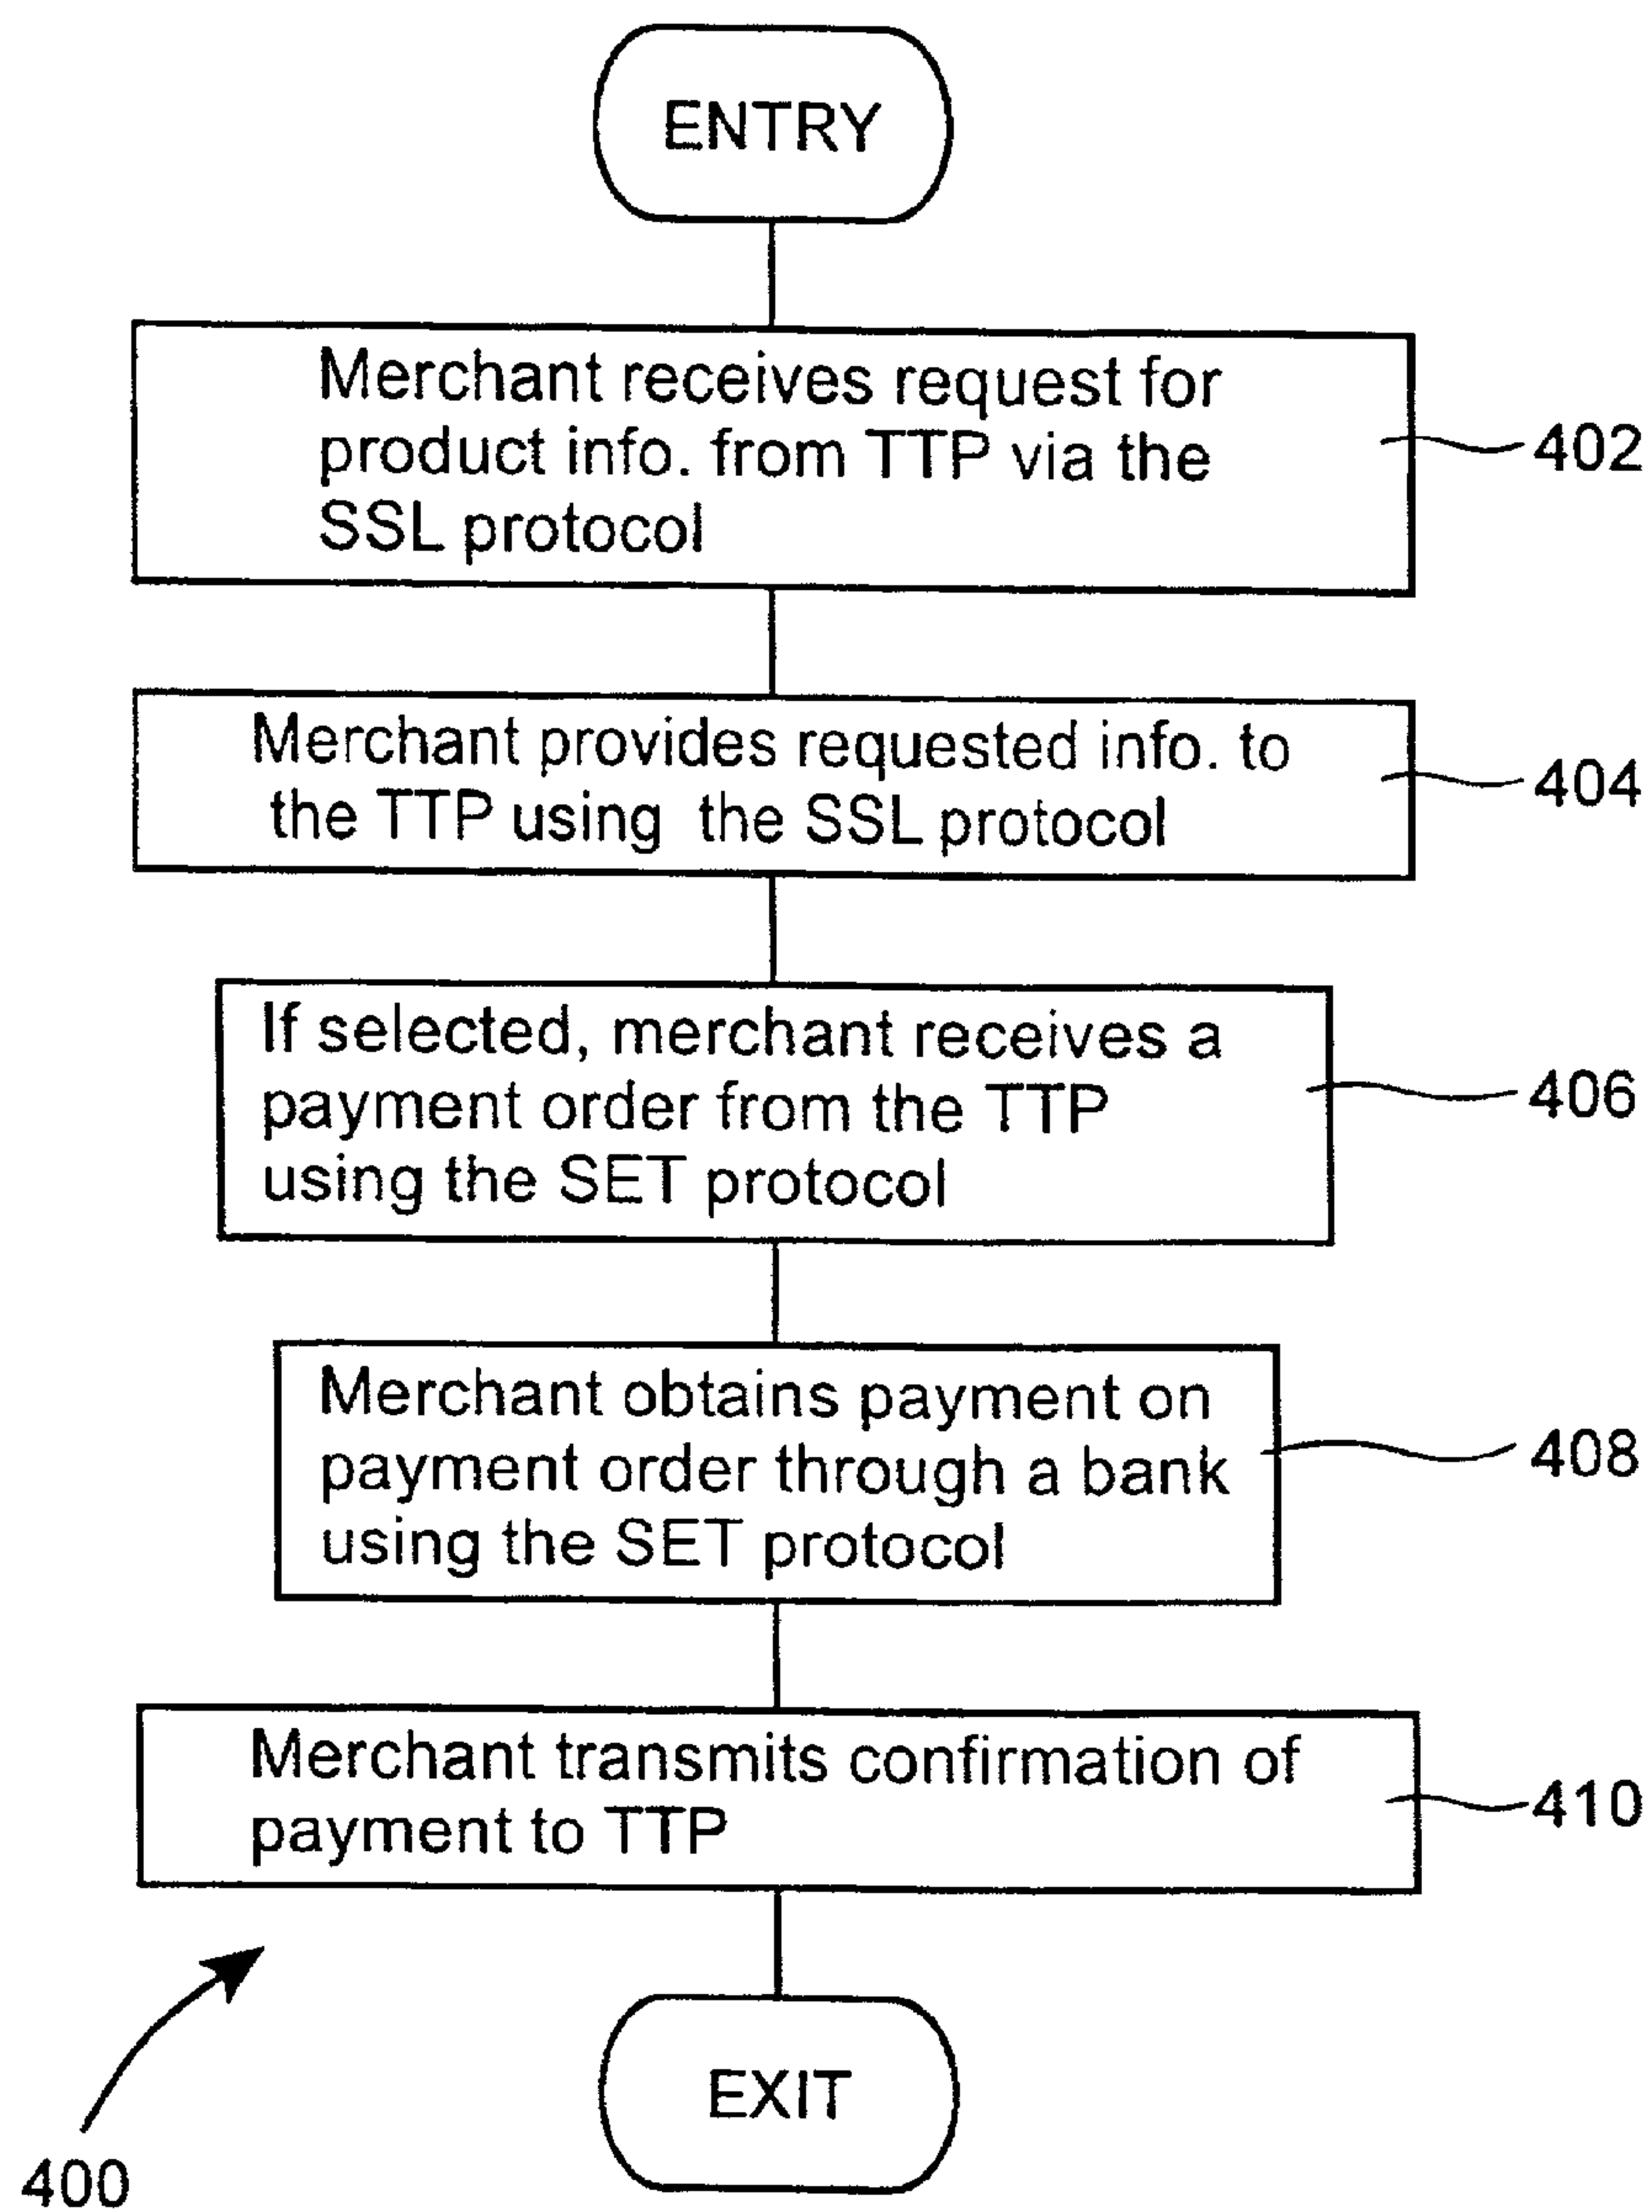 ENTRY
Merchant receives request for
product info. from TTP via the
SSL protocol
402
Merchant provides requested info. to
the TTP using the SSL protocol
404
If selected, merchant receives a
payment order from the TTP
using the SET protocol
406
Merchant obtains payment on
payment order through a bank
using the SET protocol
408
Merchant transmits confirmation of
payment to TTP
410
EXIT
400